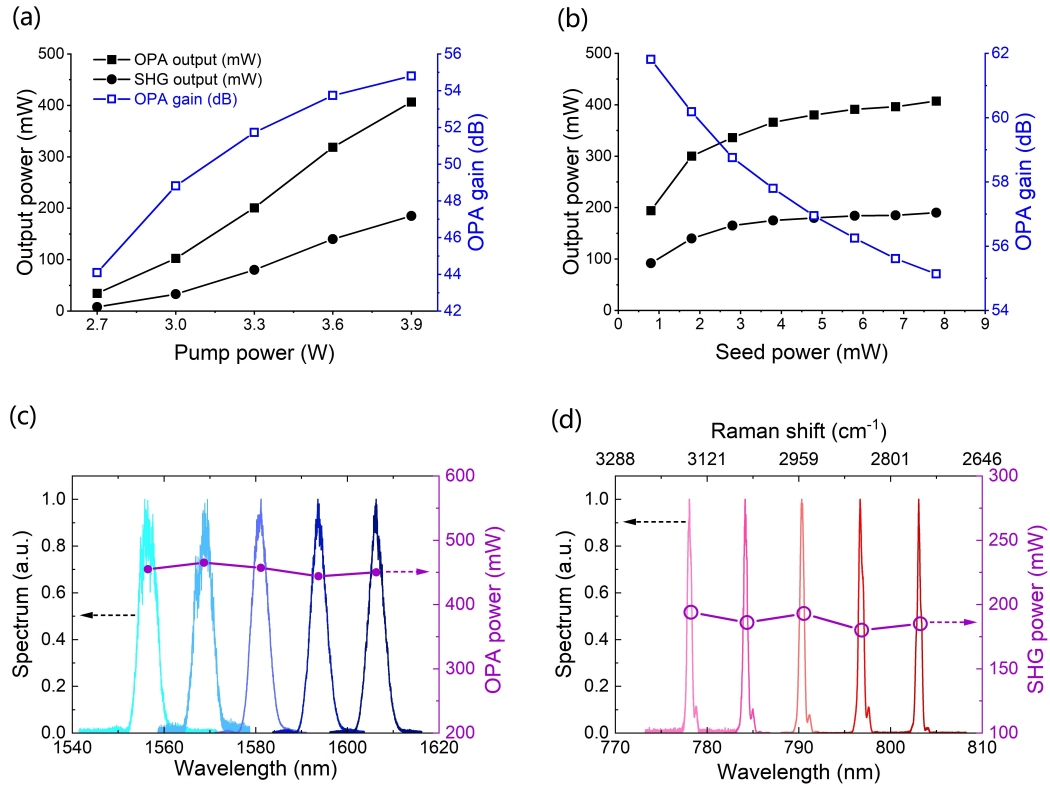 (a)
OPA output (mW)
SHG output (mW)
OPA gain (dB)
Output power (mW)
500
400
300
200
100
0
2.7 3.0 3.3 3.6 3.9
Pump power (W)
56
54
52
50
48
46
44
42
OPA gain (dB)
(b)
Output power (mW)
500
400
300
200
100
0
0 1 2 3 4 5 6 7 8 9
Seed power (mW)
62
60
58
56
54
OPA gain (dB)
(c)
Spectrum (a.u.)
1.0
0.8
0.6
0.4
0.2
0.0
1540 1560 1580 1600 1620
Wavelength (nm)
600
500
400
300
200
OPA power (mW)
(d)
Raman shift (cm-1)
3288 3121 2959 2801 2646
Spectrum (a.u.)
1.0
0.8
0.6
0.4
0.2
0.0
770 780 790 800 810
Wavelength (nm)
300
250
200
150
100
SHG power (mW)